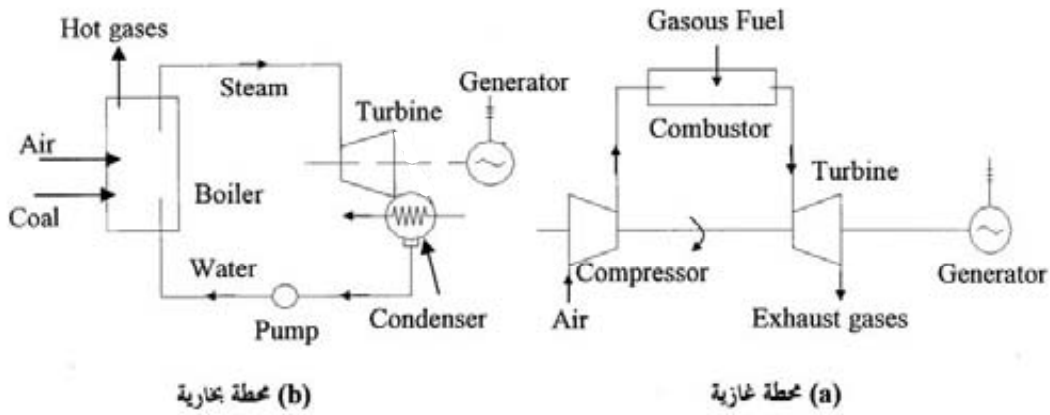 Hot gases
Steam
Turbine
Generator
Air
Coal
Boiler
Water
Pump
Condenser
(b) محطة بخارية
Gasous Fuel
Combustor
Turbine
Compressor
Air
Exhaust gases
Generator
(a) محطة غازية